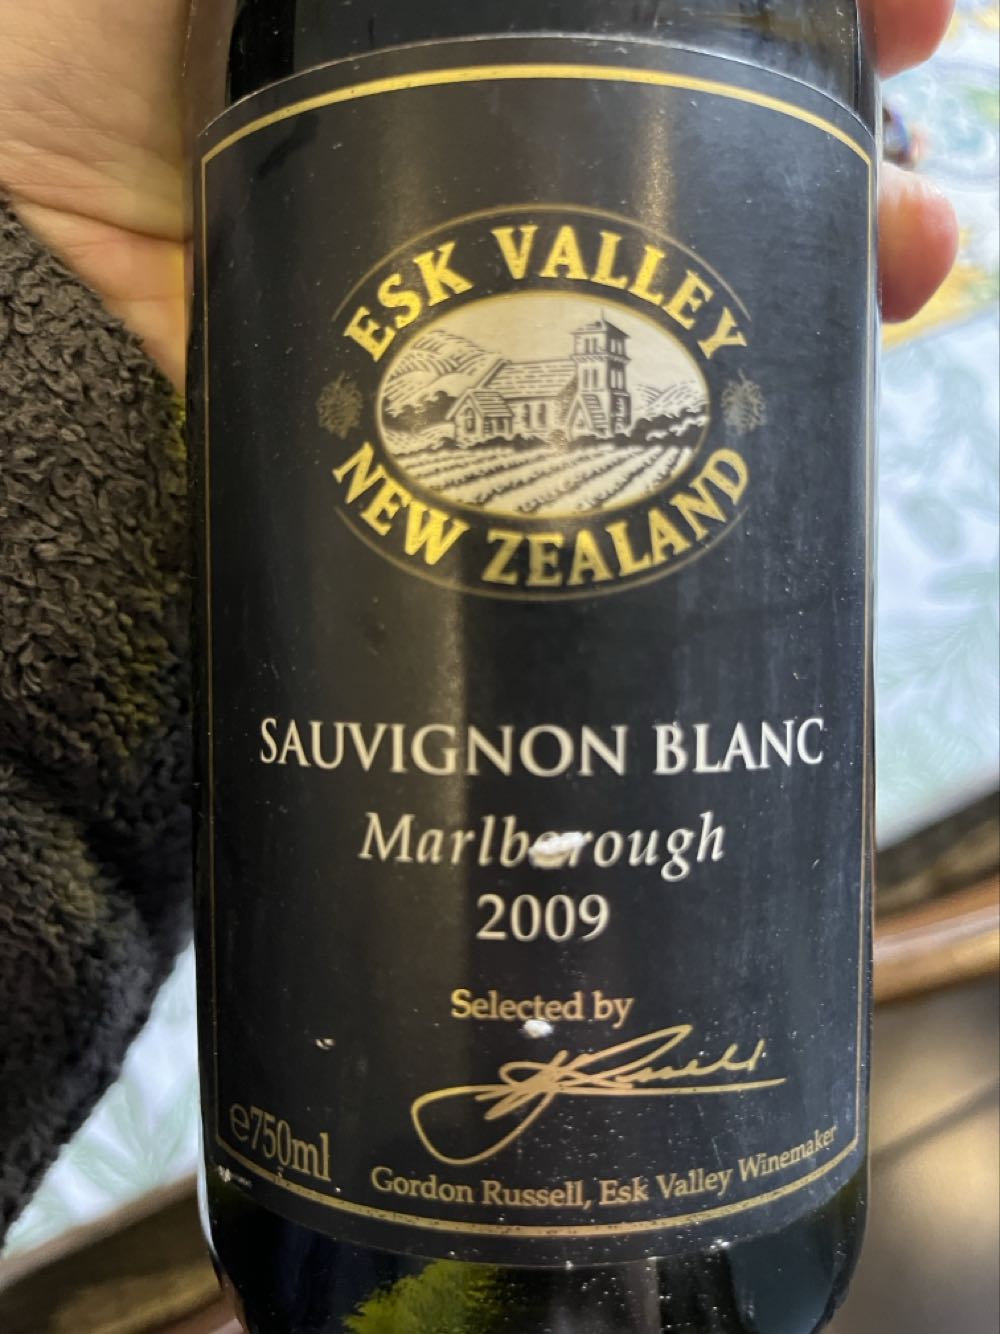 ESK VALLEY
NEW ZEALAND
SAUVIGNON BLANC
Marlborough
2009
Selected by
e750ml
Gordon Russell, Esk Valley Winemaker